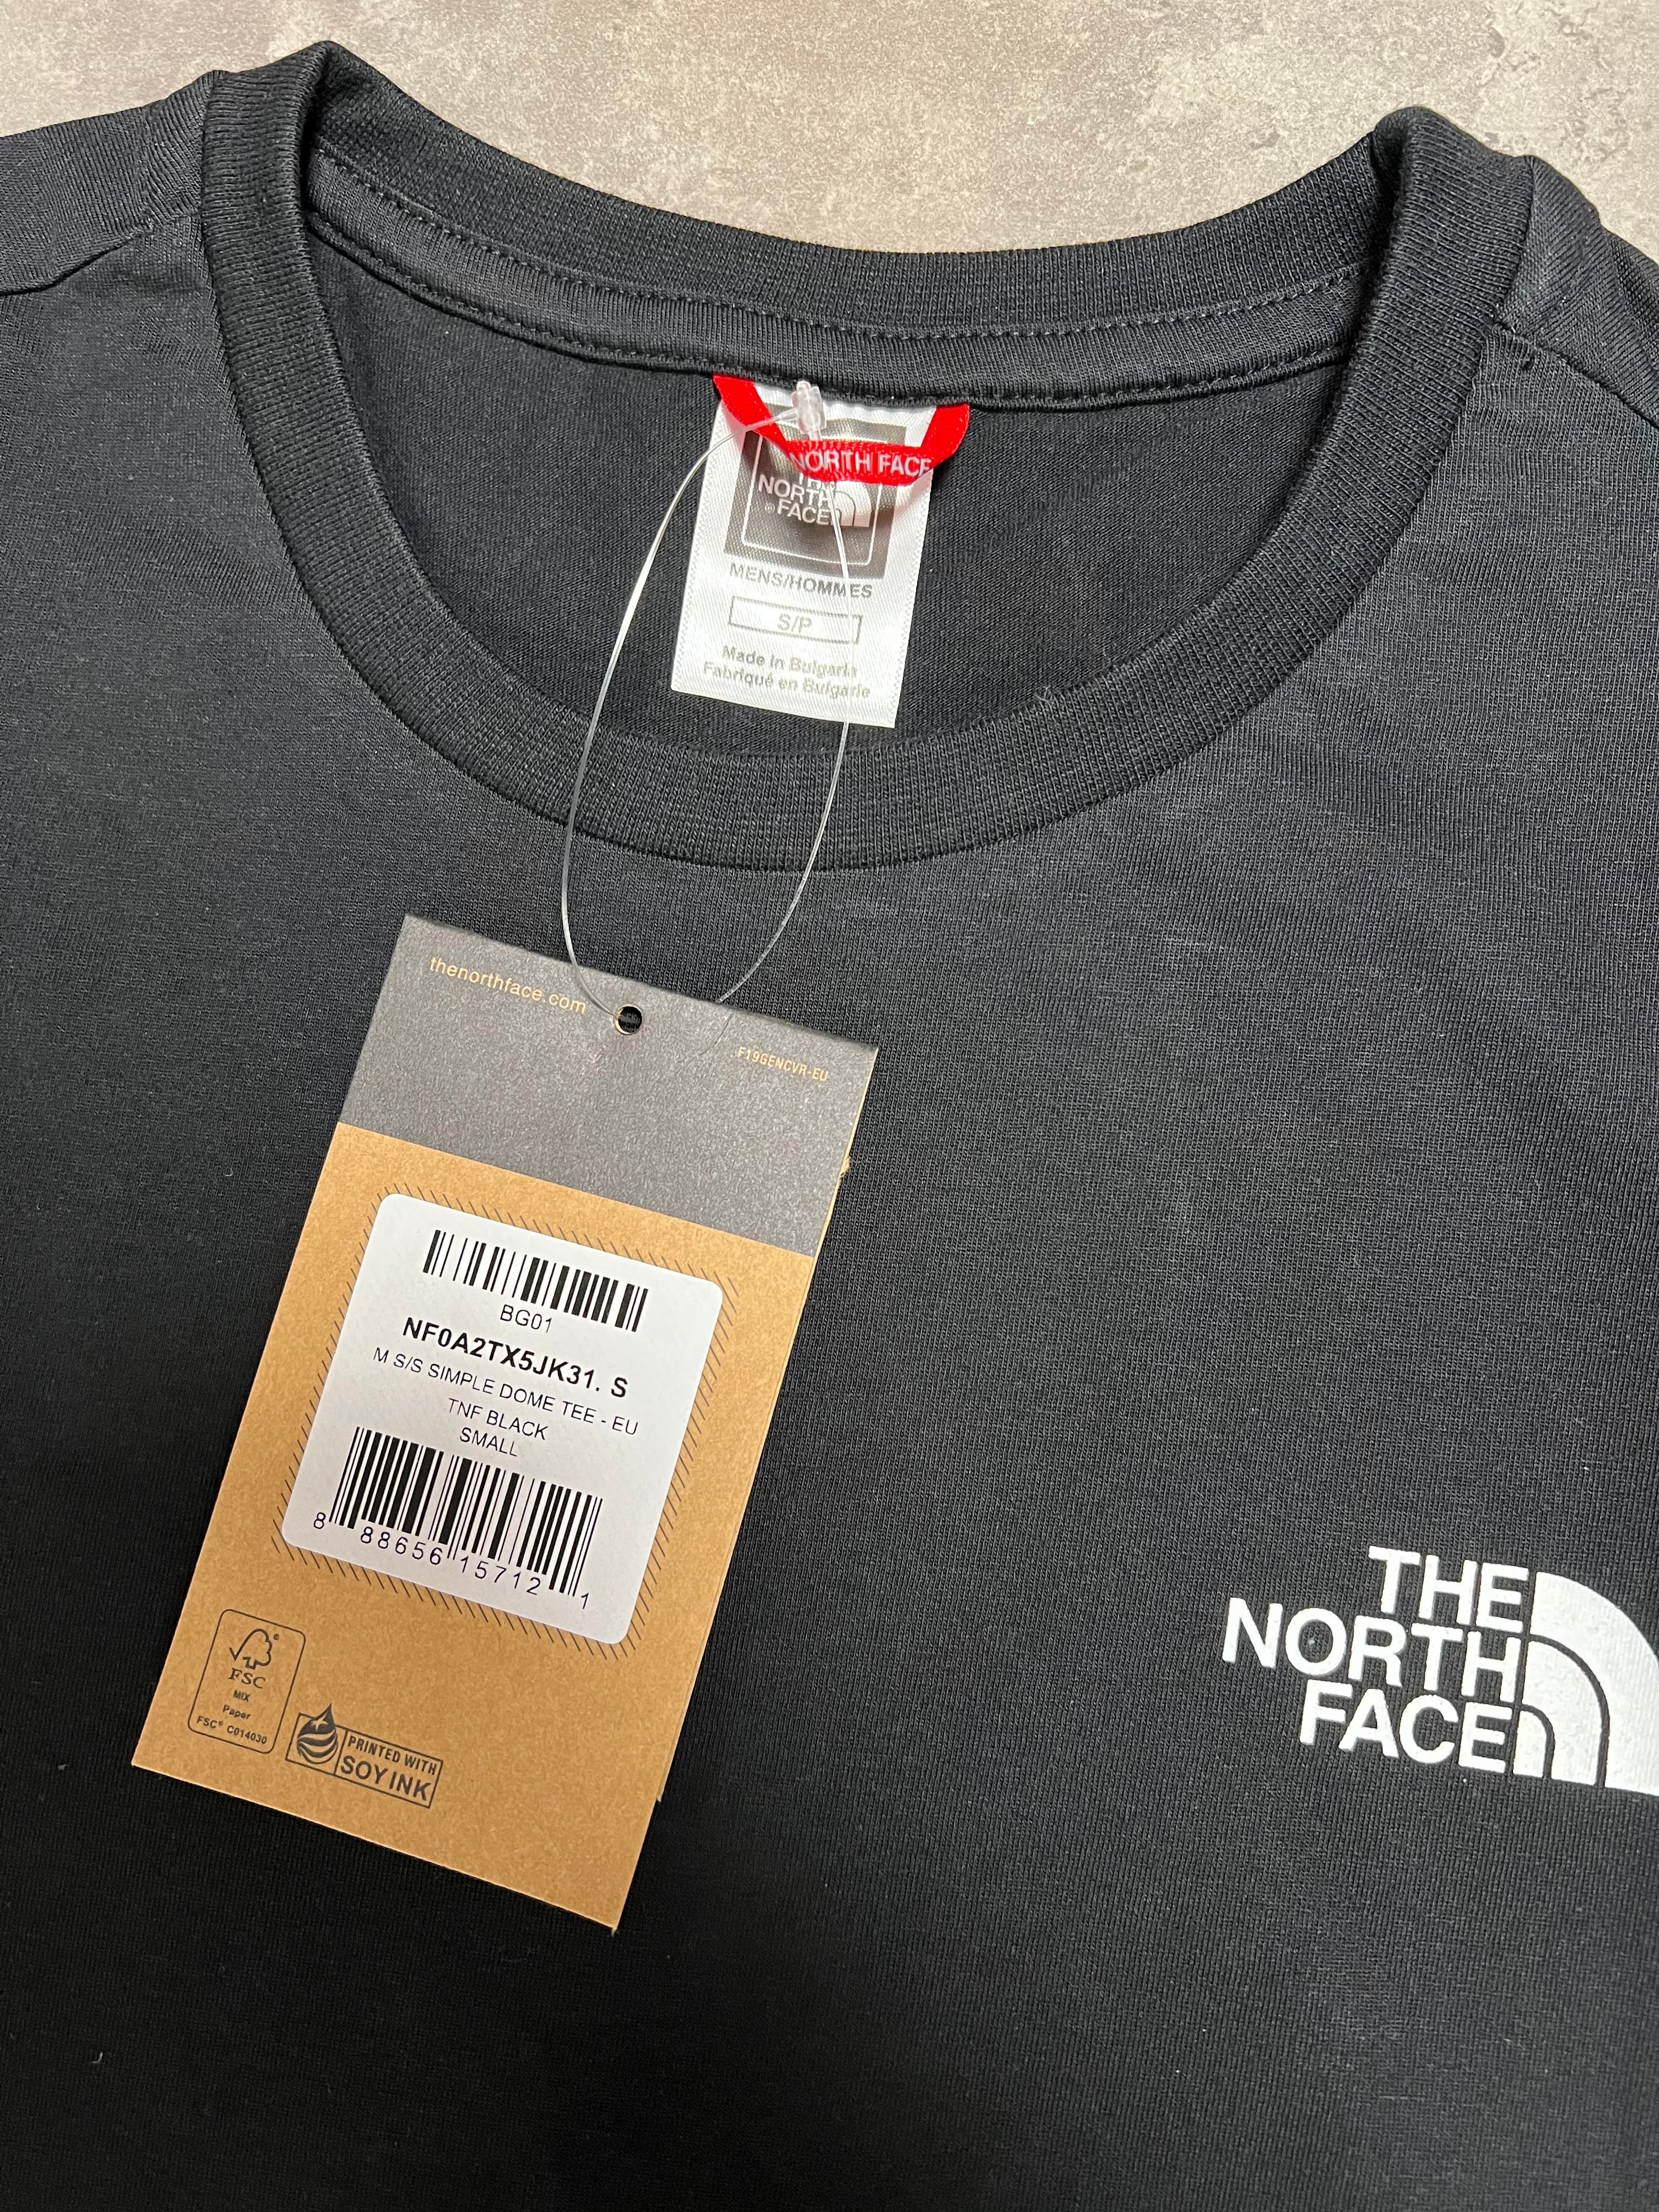 NORTH FACE
THE
NORTH
FACE
MENS/HOMMES
S/P
Made in Bulgaria
Fabriqué en Bulgarie
thenorthface.com
F19GENCVR-EU
BG01
NF0A2TX5JK31. S
M S/S SIMPLE DOME TEE - EU
TNF BLACK
SMALL
8 88656 15712 1
FSC
MIX
Paper
FSC® C014030
PRINTED WITH
SOY INK
THE
NORTH
FACE